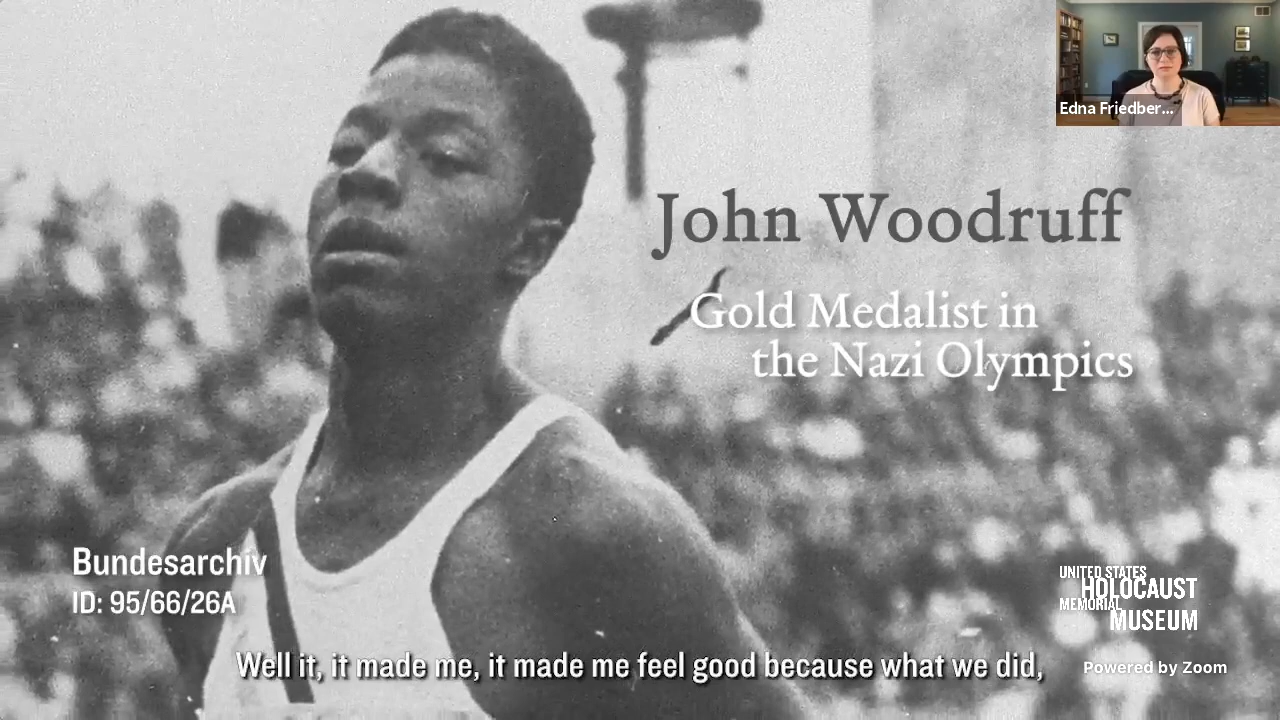 Edna Friedber...
John Woodruff
Gold Medalist in
the Nazi Olympics
Bundesarchiv
ID: 95/66/26A
UNITED STATES
HOLOCAUST
MEMORIAL
MUSEUM
Well it, it made me, it made me feel good because what we did,
Powered by Zoom